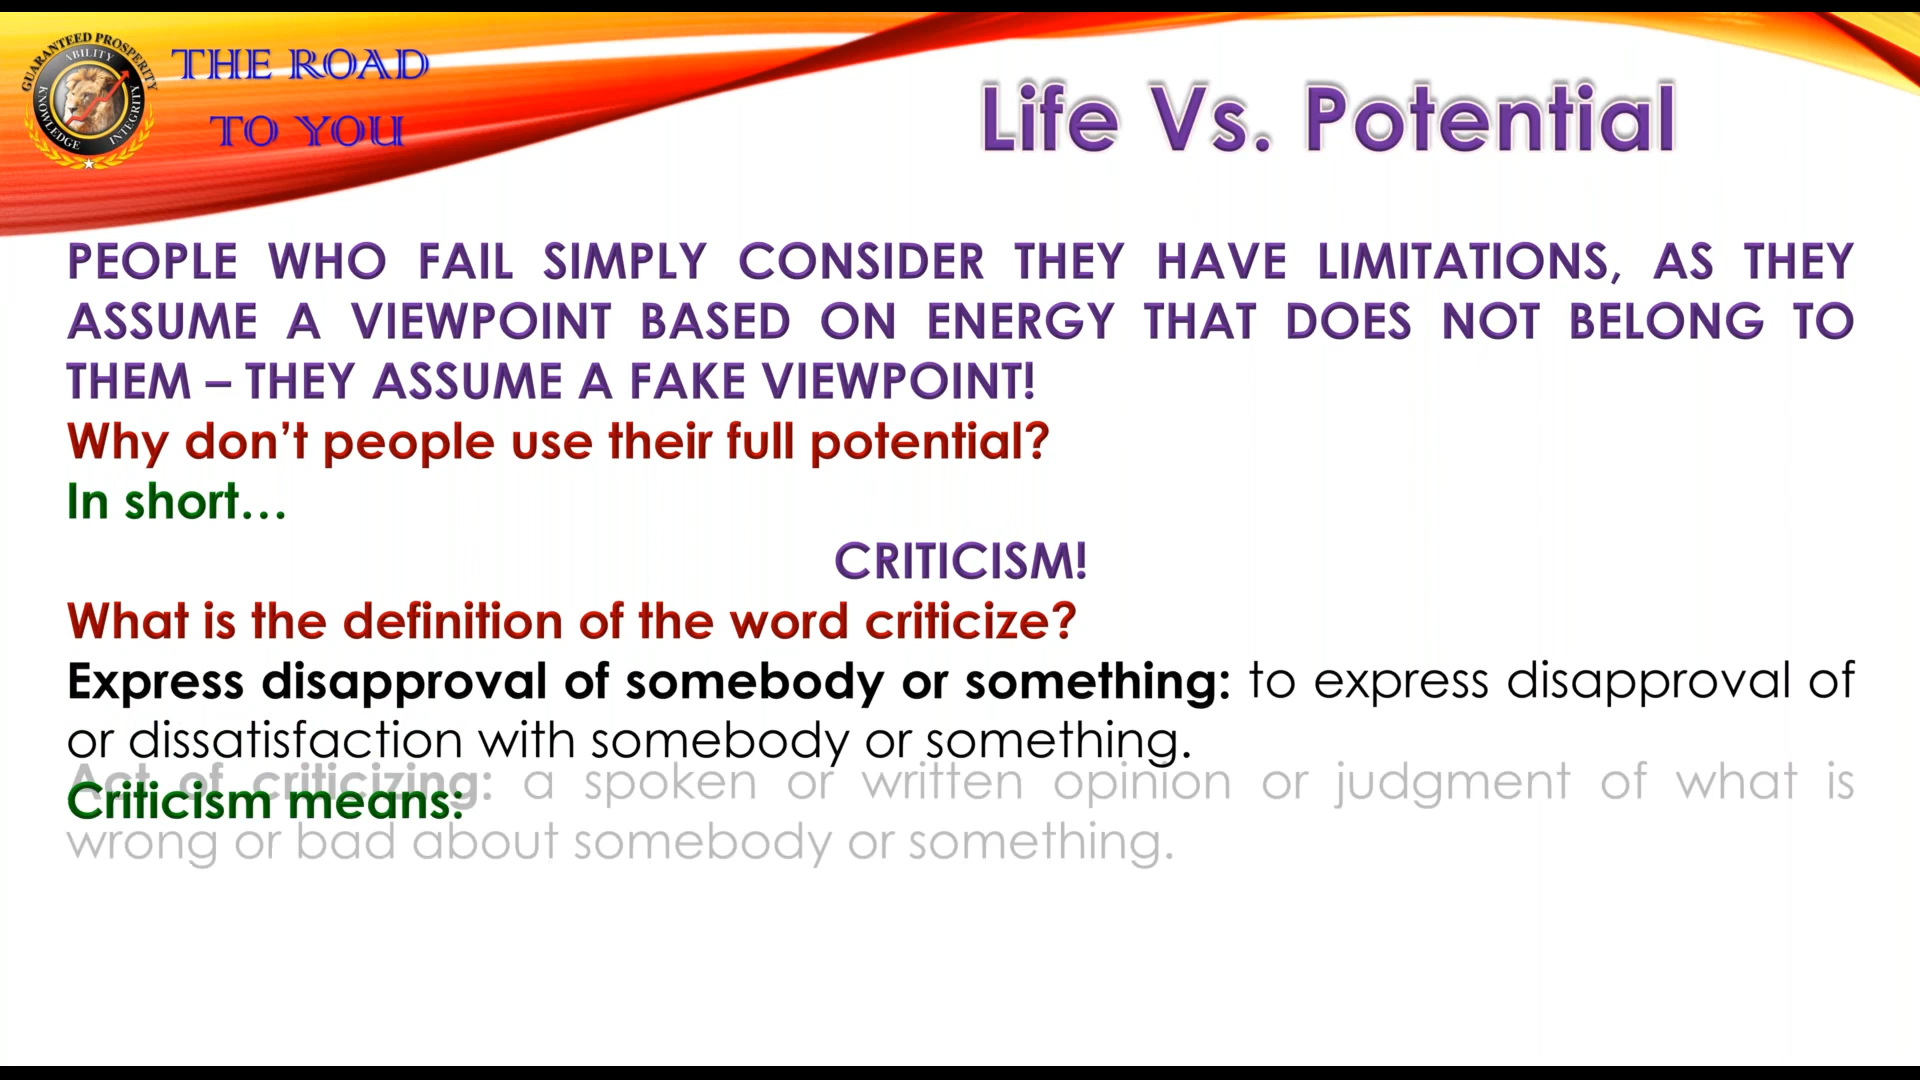 GUARANTEED PROSPERITY
ABILITY
KNOWLEDGE
INTEGRITY
THE ROAD
TO YOU
Life Vs. Potential
PEOPLE WHO FAIL SIMPLY CONSIDER THEY HAVE LIMITATIONS, AS THEY
ASSUME A VIEWPOINT BASED ON ENERGY THAT DOES NOT BELONG TO
THEM – THEY ASSUME A FAKE VIEWPOINT!
Why don’t people use their full potential?
In short…
CRITICISM!
What is the definition of the word criticize?
Express disapproval of somebody or something: to express disapproval of
or dissatisfaction with somebody or something.
Criticism means:
Act of criticizing: a spoken or written opinion or judgment of what is
wrong or bad about somebody or something.